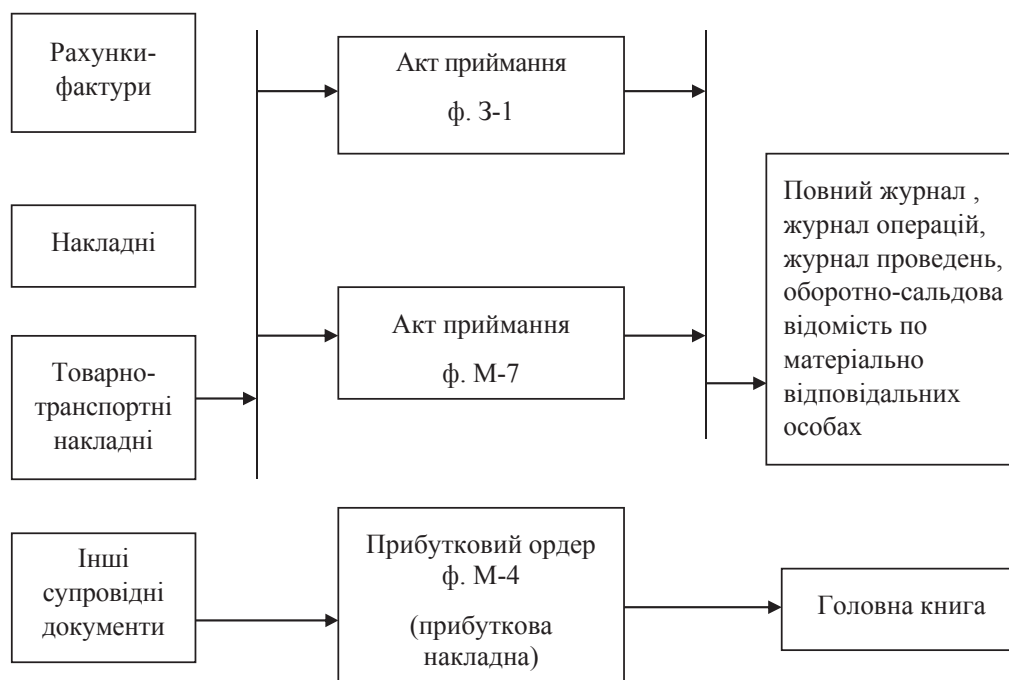 Рахунки-
фактури
Накладні
Товарно-
транспортні
накладні
Інші
супровідні
документи
Акт приймання
ф. З-1
Акт приймання
ф. М-7
Прибутковий ордер
ф. М-4
(прибуткова
накладна)
Повний журнал ,
журнал операцій,
журнал проведень,
оборотно-сальдова
відомість по
матеріально
відповідальних
особах
Головна книга